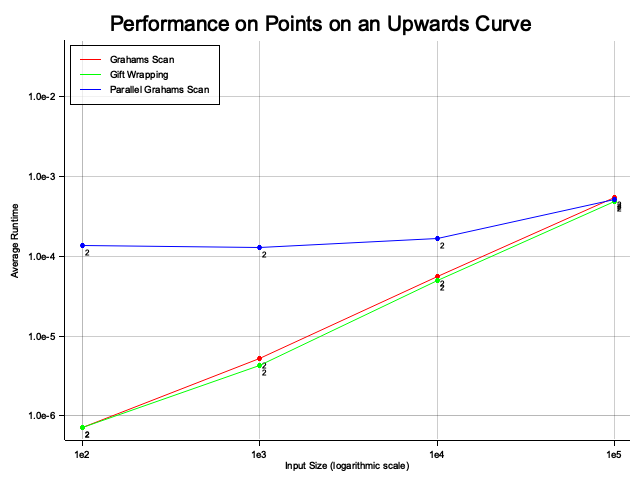 Performance on Points on an Upwards Curve
Grahams Scan
Gift Wrapping
Parallel Grahams Scan
1.0e-2
1.0e-3
1.0e-4
1.0e-5
1.0e-6
Average Runtime
2
2
2
2
2
2
2
2
1e2
1e3
1e4
1e5
Input Size (logarithmic scale)